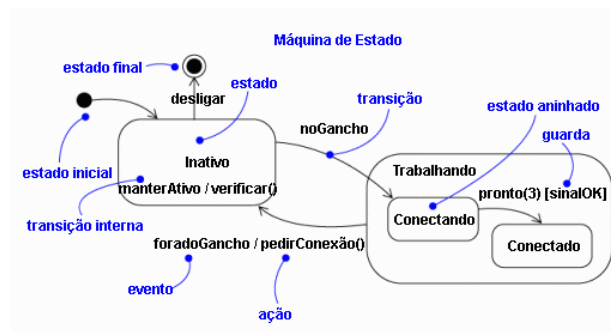 Máquina de Estado
estado final
estado
desligar
transição
estado aninhado
noGancho
guarda
estado inicial
Inativo
Trabalhando
manterAtivo / verificar()
pronto(3) [sinalOK]
transição interna
Conectando
foradoGancho / pedirConexão()
Conectado
evento
ação